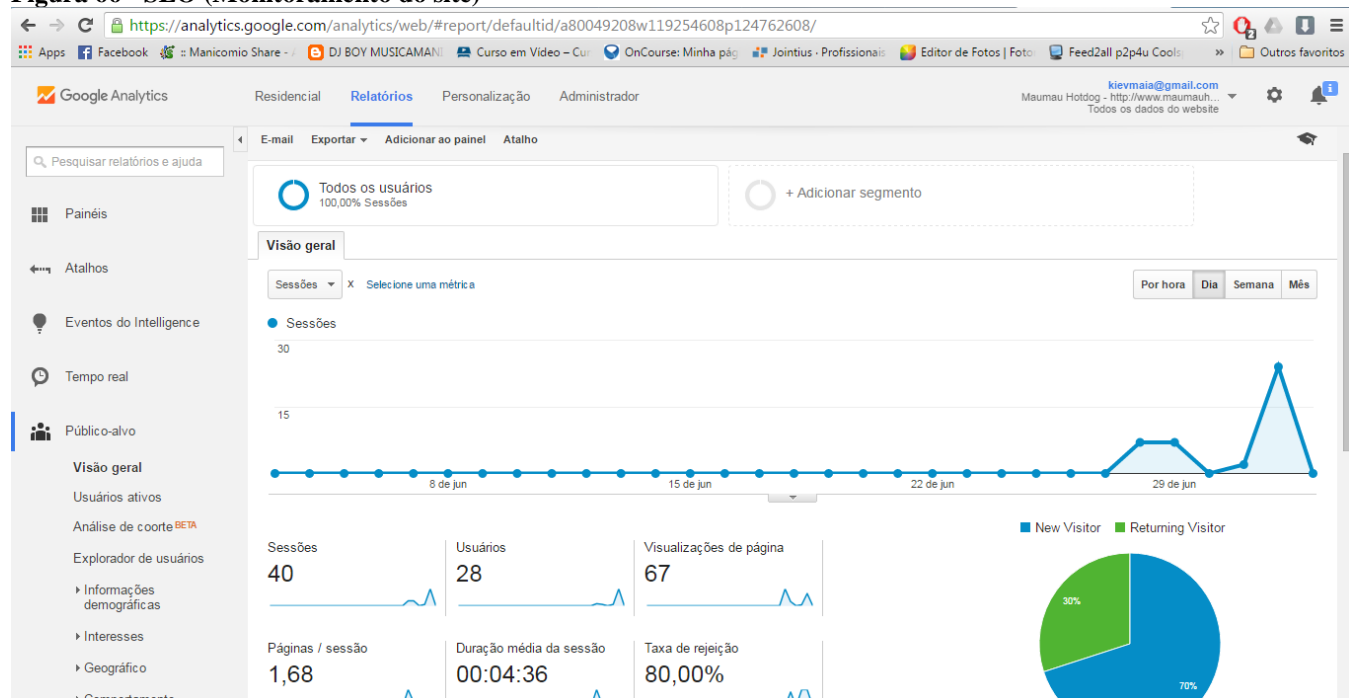 Figura 60 - SEO (Monitoramento do site)
https://analytics.google.com/analytics/web/#report/defaultid/a80049208w119254608p124762608/
Apps Facebook :: Manicomio Share - DJ BOY MUSICAMANI Curso em Vídeo – Cur OnCourse: Minha pág Jointius - Profissionais Editor de Fotos | Foto Feed2all p2p4u Cools » Outros favoritos
Google Analytics Residencial Relatórios Personalização Administrador
kievmaia@gmail.com
Maumau Hotdog - http://www.maumauh...
Todos os dados do website
E-mail Exportar Adicionar ao painel Atalho
Pesquisar relatórios e ajuda
Painéis
Atalhos
Eventos do Intelligence
Tempo real
Público-alvo
Visão geral
Usuários ativos
Análise de coorte BETA
Explorador de usuários
Informações
demográficas
Interesses
Geográfico
Comportamento
Todos os usuários
100,00% Sessões
+ Adicionar segmento
Visão geral
Sessões X Selecione uma métrica
Por hora Dia Semana Mês
Sessões
30
15
8 de jun 15 de jun 22 de jun 29 de jun
Sessões
40
Usuários
28
Visualizações de página
67
Páginas / sessão
1,68
Duração média da sessão
00:04:36
Taxa de rejeição
80,00%
New Visitor Returning Visitor
30%
70%